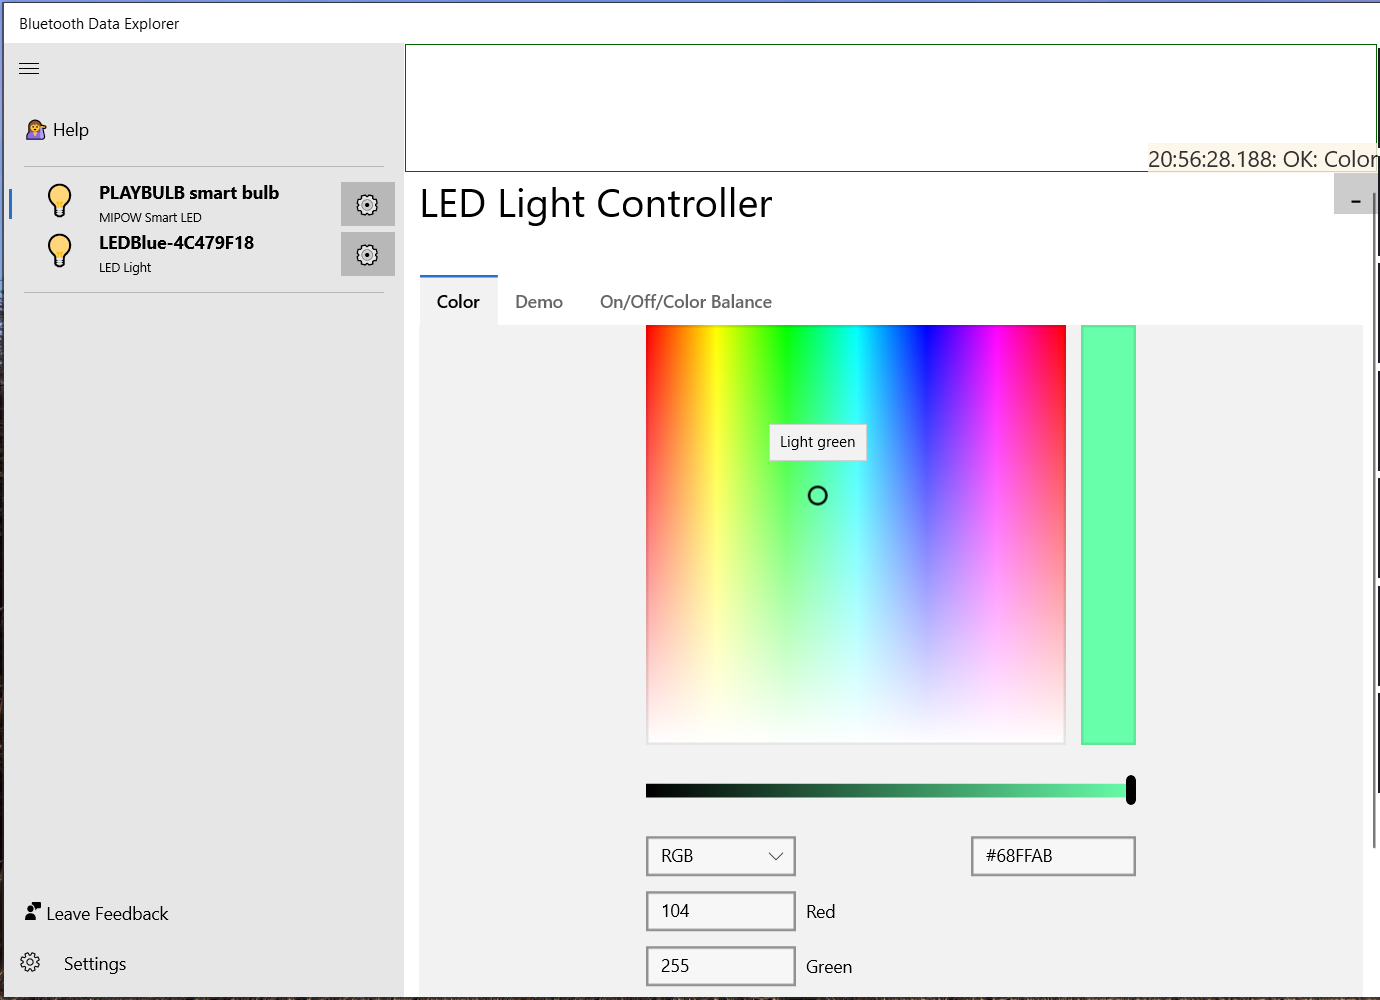 Bluetooth Data Explorer
Help
PLAYBULB smart bulb
MIPOW Smart LED
LEDBlue-4C479F18
LED Light
Leave Feedback
Settings
20:56:28.188: OK: Color
LED Light Controller
-
Color
Demo
On/Off/Color Balance
Light green
RGB
#68FFAB
104
Red
255
Green